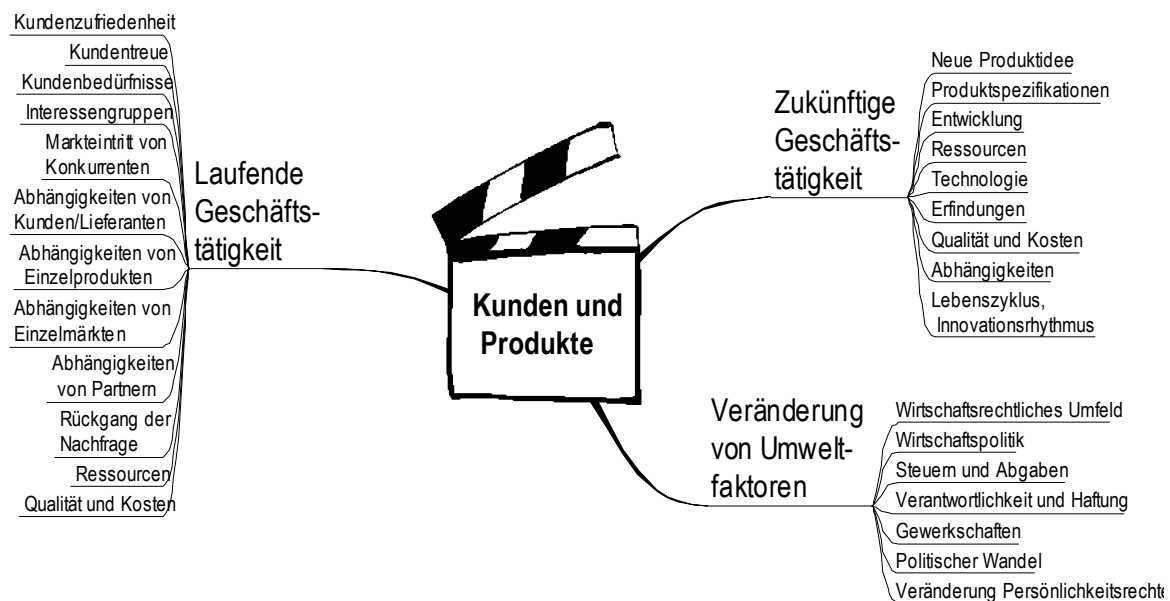 Kundenzufriedenheit
Kundentreue
Kundenbedürfnisse
Interessengruppen
Markteintritt von
Konkurrenten
Abhängigkeiten von
Kunden/Lieferanten
Abhängigkeiten von
Einzelprodukten
Abhängigkeiten von
Einzelmärkten
Abhängigkeiten
von Partnern
Rückgang der
Nachfrage
Ressourcen
Qualität und Kosten
Laufende
Geschäfts-
tätigkeit
Kunden und
Produkte
Zukünftige
Geschäfts-
tätigkeit
Neue Produktidee
Produktspezifikationen
Entwicklung
Ressourcen
Technologie
Erfindungen
Qualität und Kosten
Abhängigkeiten
Lebenszyklus,
Innovationsrhythmus
Veränderung
von Umwelt-
faktoren
Wirtschaftsrechtliches Umfeld
Wirtschaftspolitik
Steuern und Abgaben
Verantwortlichkeit und Haftung
Gewerkschaften
Politischer Wandel
Veränderung Persönlichkeitsrechte